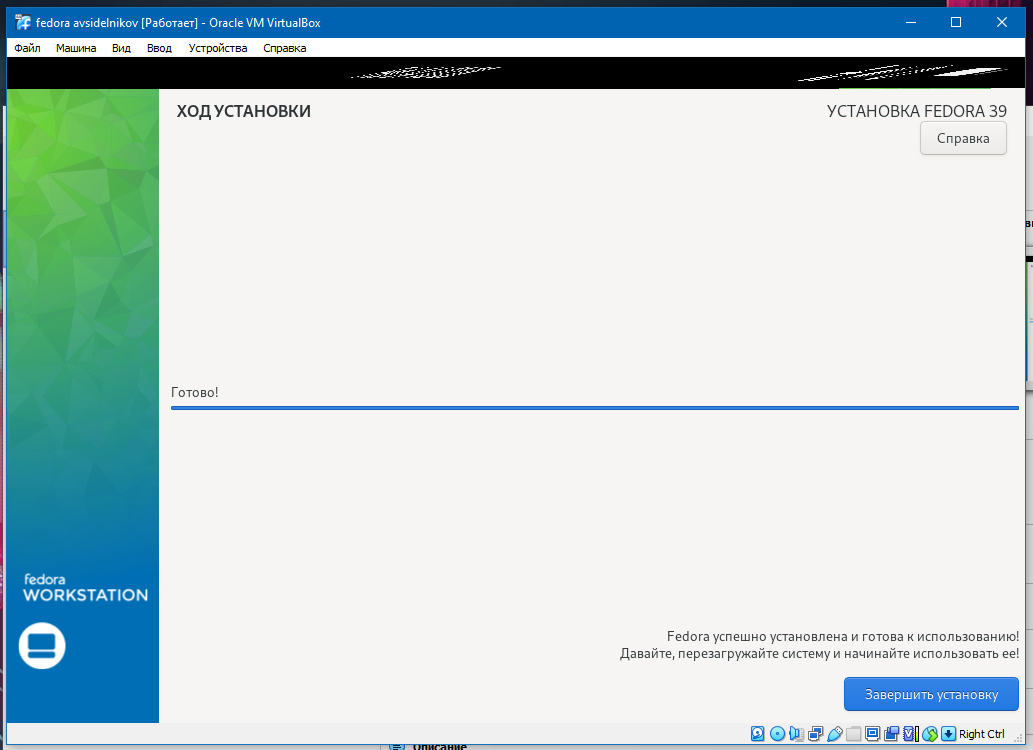 fedora avsidelnikov [Работает] - Oracle VM VirtualBox
Файл Машина Вид Ввод Устройства Справка
ХОД УСТАНОВКИ
УСТАНОВКА FEDORA 39
Справка
Готово!
fedora
WORKSTATION
Fedora успешно установлена и готова к использованию!
Давайте, перезагружайте систему и начинайте использовать ее!
Завершить установку
Right Ctrl
Описание